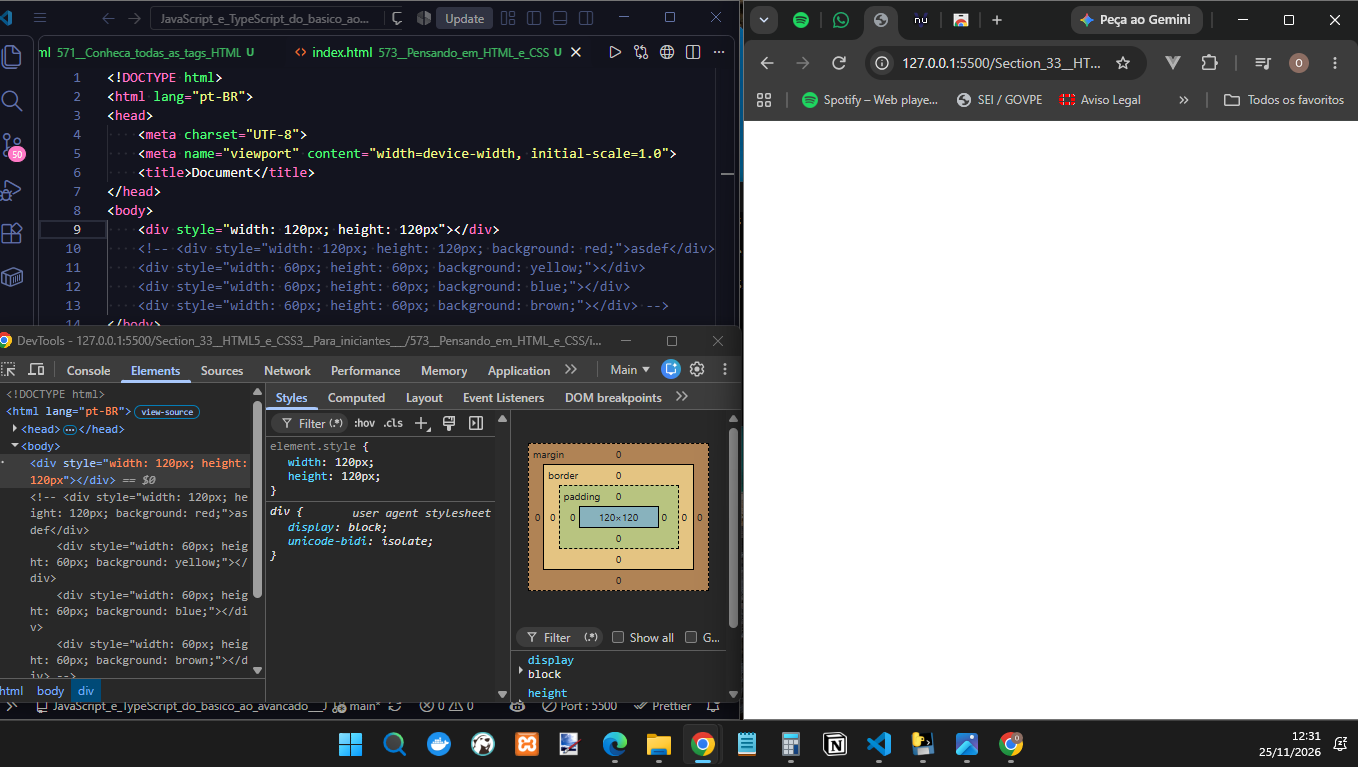 JavaScript_e_TypeScript_do_basico_ao...
Update
ml 571__Conheca_todas_as_tags_HTML U
<> index.html 573__Pensando_em_HTML_e_CSS U
1 <!DOCTYPE html>
2 <html lang="pt-BR">
3 <head>
4 <meta charset="UTF-8">
5 <meta name="viewport" content="width=device-width, initial-scale=1.0">
6 <title>Document</title>
7 </head>
8 <body>
9 <div style="width: 120px; height: 120px"></div>
10 <!-- <div style="width: 120px; height: 120px; background: red;">asdef</div>
11 <div style="width: 60px; height: 60px; background: yellow;"></div>
12 <div style="width: 60px; height: 60px; background: blue;"></div>
13 <div style="width: 60px; height: 60px; background: brown;"></div> -->
14 </body>
50
DevTools - 127.0.0.1:5500/Section_33__HTML5_e_CSS3__Para_iniciantes__/573__Pensando_em_HTML_e_CSS/i...
Console Elements Sources Network Performance Memory Application Main
<!DOCTYPE html>
<html lang="pt-BR"> view-source
<head> ... </head>
<body>
<div style="width: 120px; height:
120px"></div> == $0
<!-- <div style="width: 120px; he
ight: 120px; background: red;">as
def</div>
<div style="width: 60px; heig
ht: 60px; background: yellow;"></
div>
<div style="width: 60px; heig
ht: 60px; background: blue;"></di
v>
<div style="width: 60px; heig
ht: 60px; background: brown;"></d
iv> -->
html body div
Styles Computed Layout Event Listeners DOM breakpoints
Filter (.*) :hov .cls
element.style {
width: 120px;
height: 120px;
}
div { user agent stylesheet
display: block;
unicode-bidi: isolate;
}
margin 0
border 0
padding 0
0 0 0 120×120 0 0 0
0
0
0
Filter (.*) Show all G...
display
block
height
JavaScript_e_TypeScript_do_basico_ao_avancado___J main* 0 0 Port : 5500 Prettier
nu
Peça ao Gemini
127.0.0.1:5500/Section_33__HT...
O
Spotify – Web playe... SEI / GOVPE Aviso Legal Todos os favoritos
12:31
25/11/2026